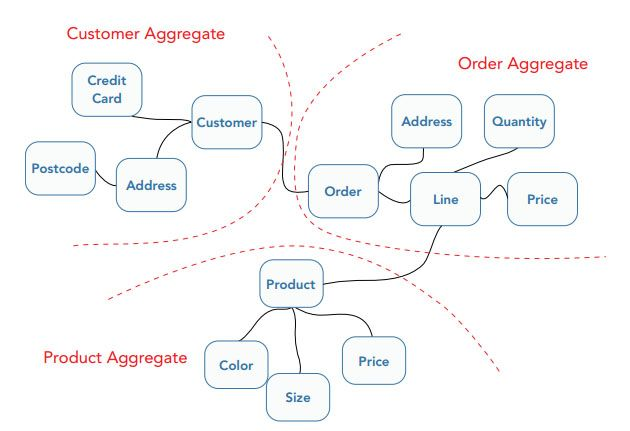 Customer Aggregate
Credit
Card
Customer
Postcode
Address
Order Aggregate
Address
Quantity
Order
Line
Price
Product
Product Aggregate
Color
Size
Price